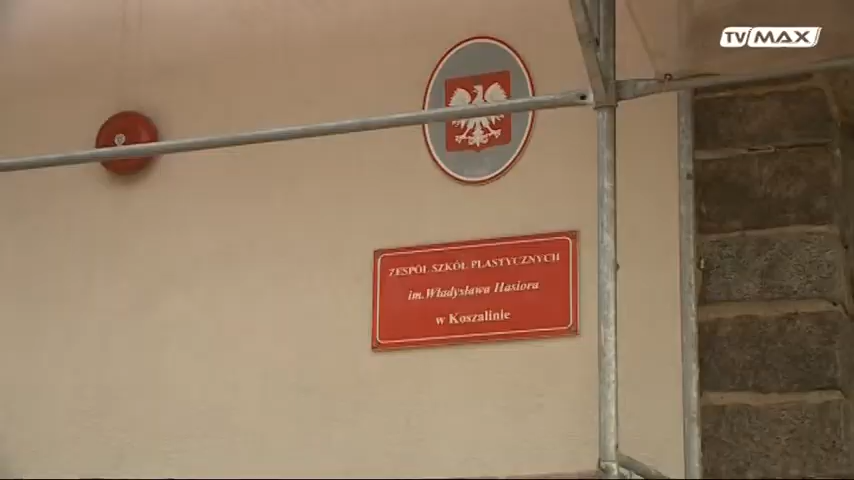 TV MAX
ZESPÓŁ SZKÓŁ PLASTYCZNYCH
im.Władysława Hasiora
w Koszalinie